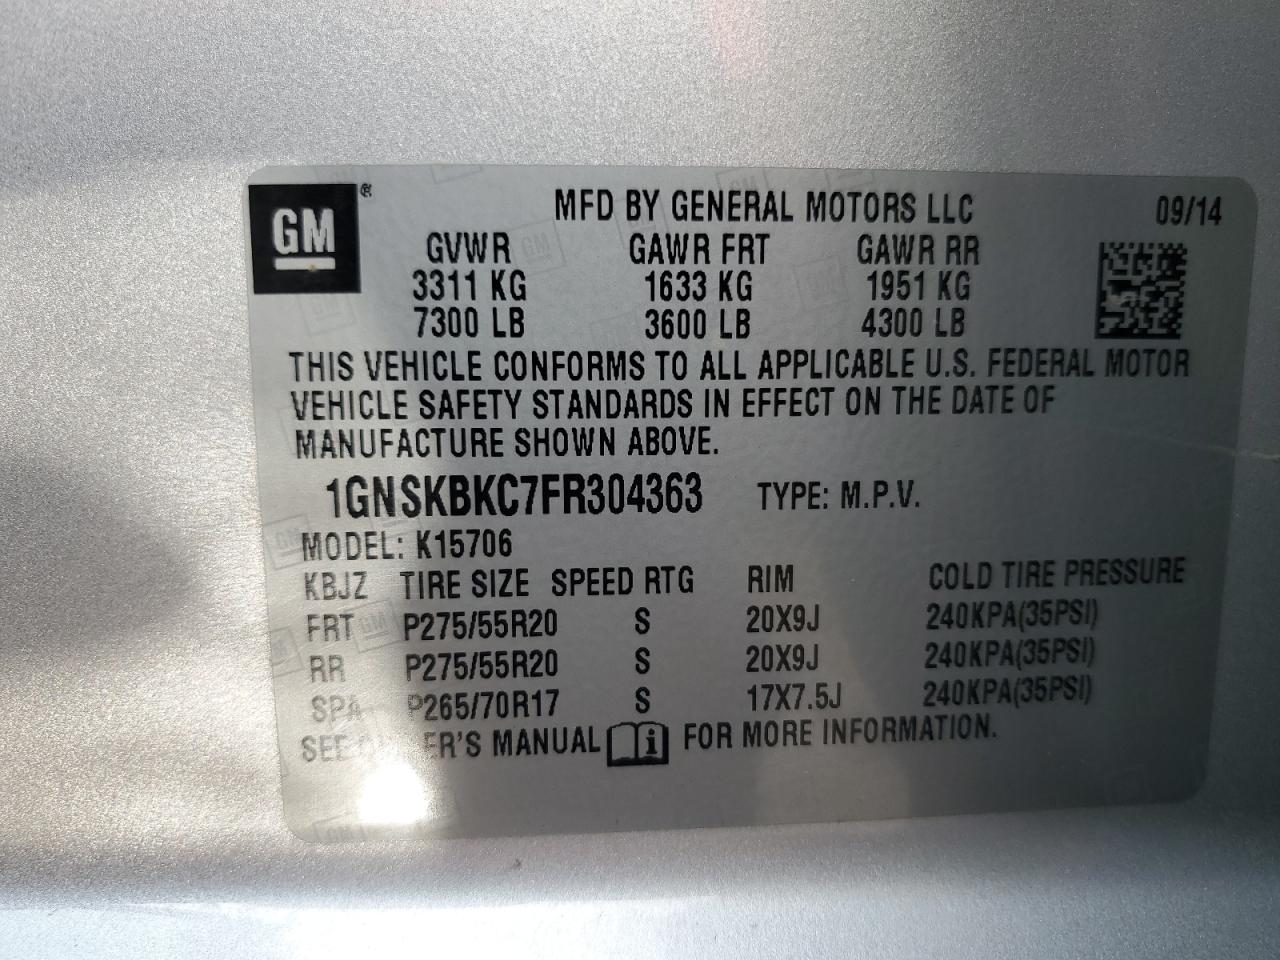 GM ®
MFD BY GENERAL MOTORS LLC 09/14
GVWR GAWR FRT GAWR RR
3311 KG 1633 KG 1951 KG
7300 LB 3600 LB 4300 LB
THIS VEHICLE CONFORMS TO ALL APPLICABLE U.S. FEDERAL MOTOR
VEHICLE SAFETY STANDARDS IN EFFECT ON THE DATE OF
MANUFACTURE SHOWN ABOVE.
1GNSKBKC7FR304363 TYPE: M.P.V.
MODEL: K15706
KBJZ TIRE SIZE SPEED RTG RIM COLD TIRE PRESSURE
FRT P275/55R20 S 20X9J 240KPA(35PSI)
RR P275/55R20 S 20X9J 240KPA(35PSI)
SPA P265/70R17 S 17X7.5J 240KPA(35PSI)
SEE OWNER'S MANUAL FOR MORE INFORMATION.